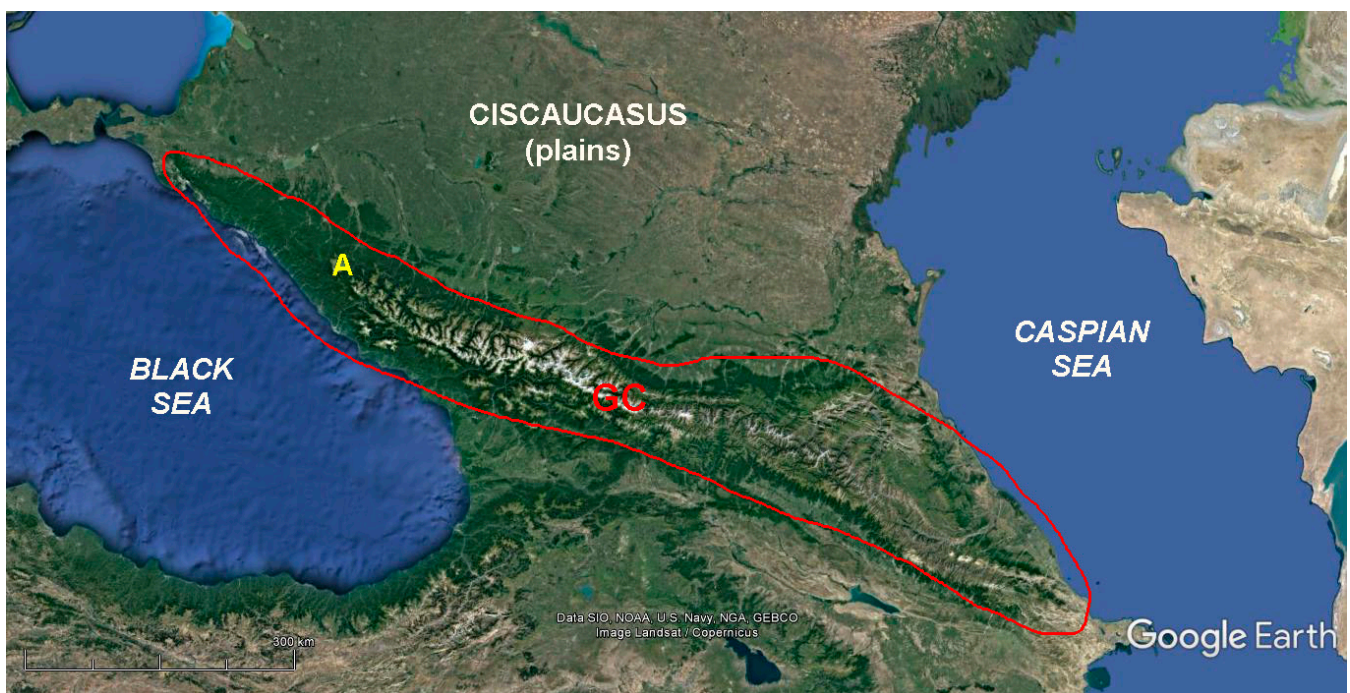 CISCAUCASUS
(plains)
A
CASPIAN
SEA
BLACK
SEA
GC
Data SIO, NOAA, U.S. Navy, NGA, GEBCO
Image Landsat / Copernicus
300 km
Google Earth